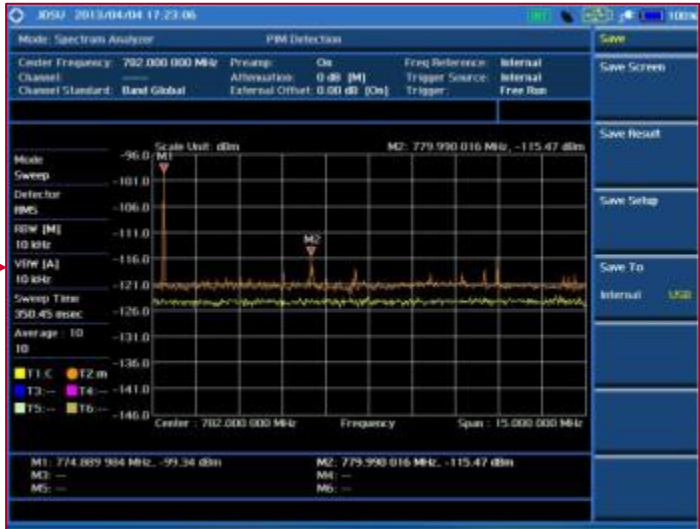 JDSU 2013/04/04 17:23:06
INT
100%
Mode: Spectrum Analyzer PIM Detection
Save
Center Frequency: 782.000 000 MHz Preamp: On Freq Reference: Internal
Channel: ---- Attenuation: 0 dB [M] Trigger Source: Internal
Channel Standard: Band Global External Offset: 0.00 dB [On] Trigger: Free Run
Save Screen
Save Result
Save Setup
Save To
Internal USB
Scale Unit: dBm M2: 779.990 016 MHz, -115.47 dBm
Mode
Sweep
Detector
RMS
RBW [M]
10 kHz
VBW [A]
10 kHz
Sweep Time
350.45 msec
Average : 10
10
T1:C T2:m
T3:-- T4:--
T5:-- T6:--
-96.0
-101.0
-106.0
-111.0
-116.0
-121.0
-126.0
-131.0
-136.0
-141.0
-146.0
M1
M2
Center : 782.000 000 MHz Frequency Span : 15.000 000 MHz
M1: 774.889 984 MHz, -99.34 dBm M2: 779.990 016 MHz, -115.47 dBm
M3: -- M4: --
M5: -- M6: --